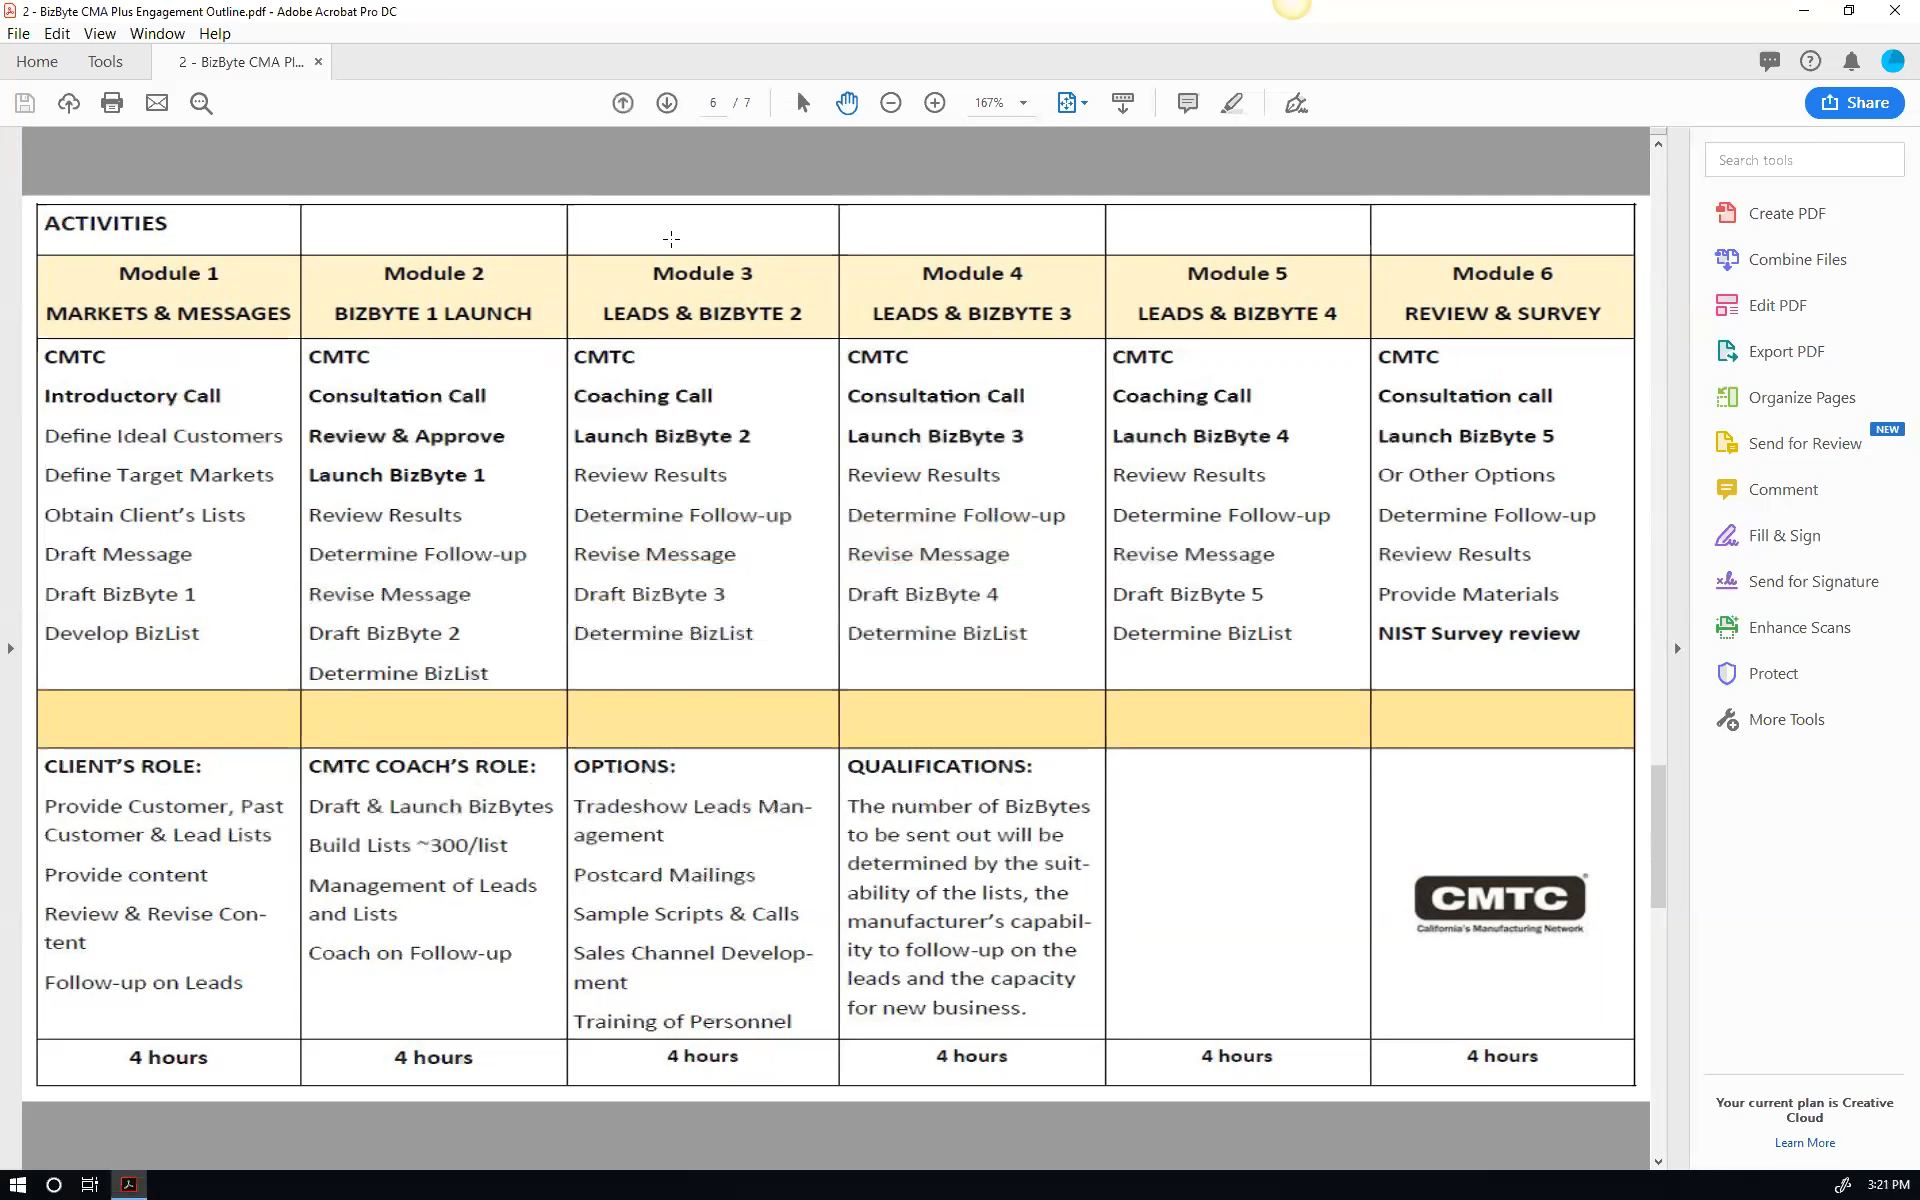 2 - BizByte CMA Plus Engagement Outline.pdf - Adobe Acrobat Pro DC
File Edit View Window Help
Home Tools 2 - BizByte CMA Pl... ×
6 / 7 167% Share
Search tools
Create PDF
Combine Files
Edit PDF
Export PDF
Organize Pages
Send for Review NEW
Comment
Fill & Sign
Send for Signature
Enhance Scans
Protect
More Tools
Your current plan is Creative
Cloud
Learn More
ACTIVITIES
Module 1
MARKETS & MESSAGES
Module 2
BIZBYTE 1 LAUNCH
Module 3
LEADS & BIZBYTE 2
Module 4
LEADS & BIZBYTE 3
Module 5
LEADS & BIZBYTE 4
Module 6
REVIEW & SURVEY
CMTC
Introductory Call
Define Ideal Customers
Define Target Markets
Obtain Client's Lists
Draft Message
Draft BizByte 1
Develop BizList
CMTC
Consultation Call
Review & Approve
Launch BizByte 1
Review Results
Determine Follow-up
Revise Message
Draft BizByte 2
Determine BizList
CMTC
Coaching Call
Launch BizByte 2
Review Results
Determine Follow-up
Revise Message
Draft BizByte 3
Determine BizList
CMTC
Consultation Call
Launch BizByte 3
Review Results
Determine Follow-up
Revise Message
Draft BizByte 4
Determine BizList
CMTC
Coaching Call
Launch BizByte 4
Review Results
Determine Follow-up
Revise Message
Draft BizByte 5
Determine BizList
CMTC
Consultation call
Launch BizByte 5
Or Other Options
Determine Follow-up
Review Results
Provide Materials
NIST Survey review
CLIENT'S ROLE:
Provide Customer, Past
Customer & Lead Lists
Provide content
Review & Revise Con-
tent
Follow-up on Leads
CMTC COACH'S ROLE:
Draft & Launch BizBytes
Build Lists ~300/list
Management of Leads
and Lists
Coach on Follow-up
OPTIONS:
Tradeshow Leads Man-
agement
Postcard Mailings
Sample Scripts & Calls
Sales Channel Develop-
ment
Training of Personnel
QUALIFICATIONS:
The number of BizBytes
to be sent out will be
determined by the suit-
ability of the lists, the
manufacturer's capabil-
ity to follow-up on the
leads and the capacity
for new business.
CMTC®
California's Manufacturing Network
4 hours
4 hours
4 hours
4 hours
4 hours
4 hours
3:21 PM